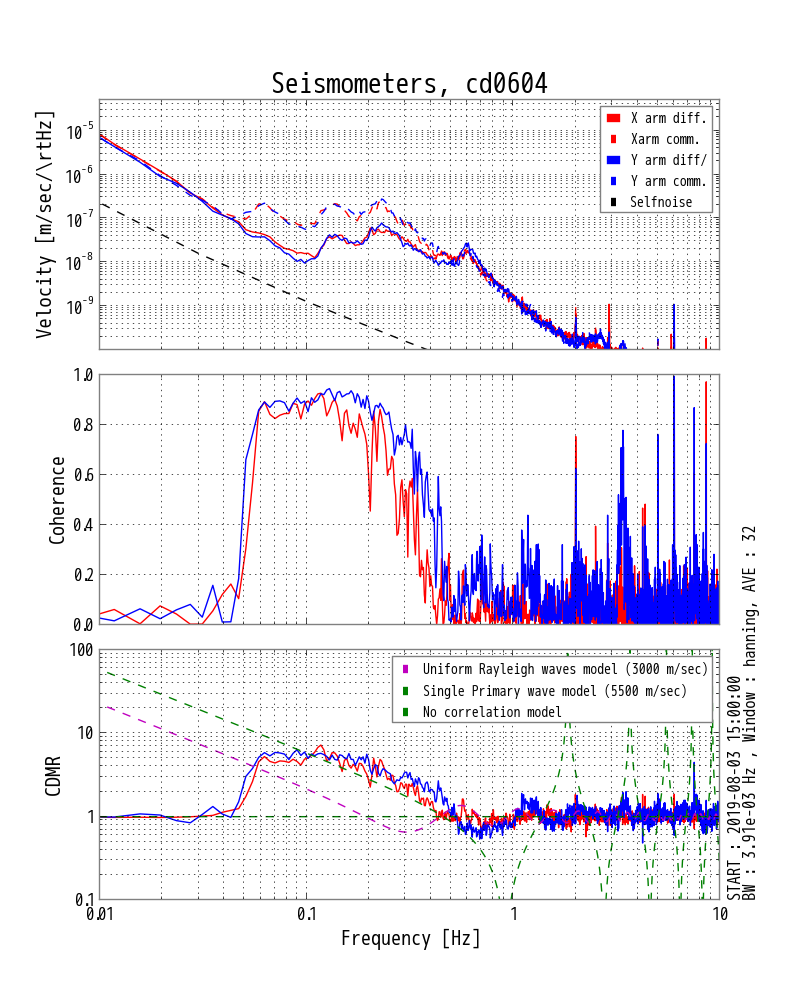 Seismometers, cd0604
Velocity [m/sec/\rtHz]
10^-5
10^-6
10^-7
10^-8
10^-9
X arm diff.
Xarm comm.
Y arm diff/
Y arm comm.
Selfnoise
Coherence
1.0
0.8
0.6
0.4
0.2
0.0
CDMR
100
10
1
0.1
Uniform Rayleigh waves model (3000 m/sec)
Single Primary wave model (5500 m/sec)
No correlation model
0.01
0.1
1
10
Frequency [Hz]
START : 2019-08-03 15:00:00
BW : 3.91e-03 Hz , Window : hanning, AVE : 32